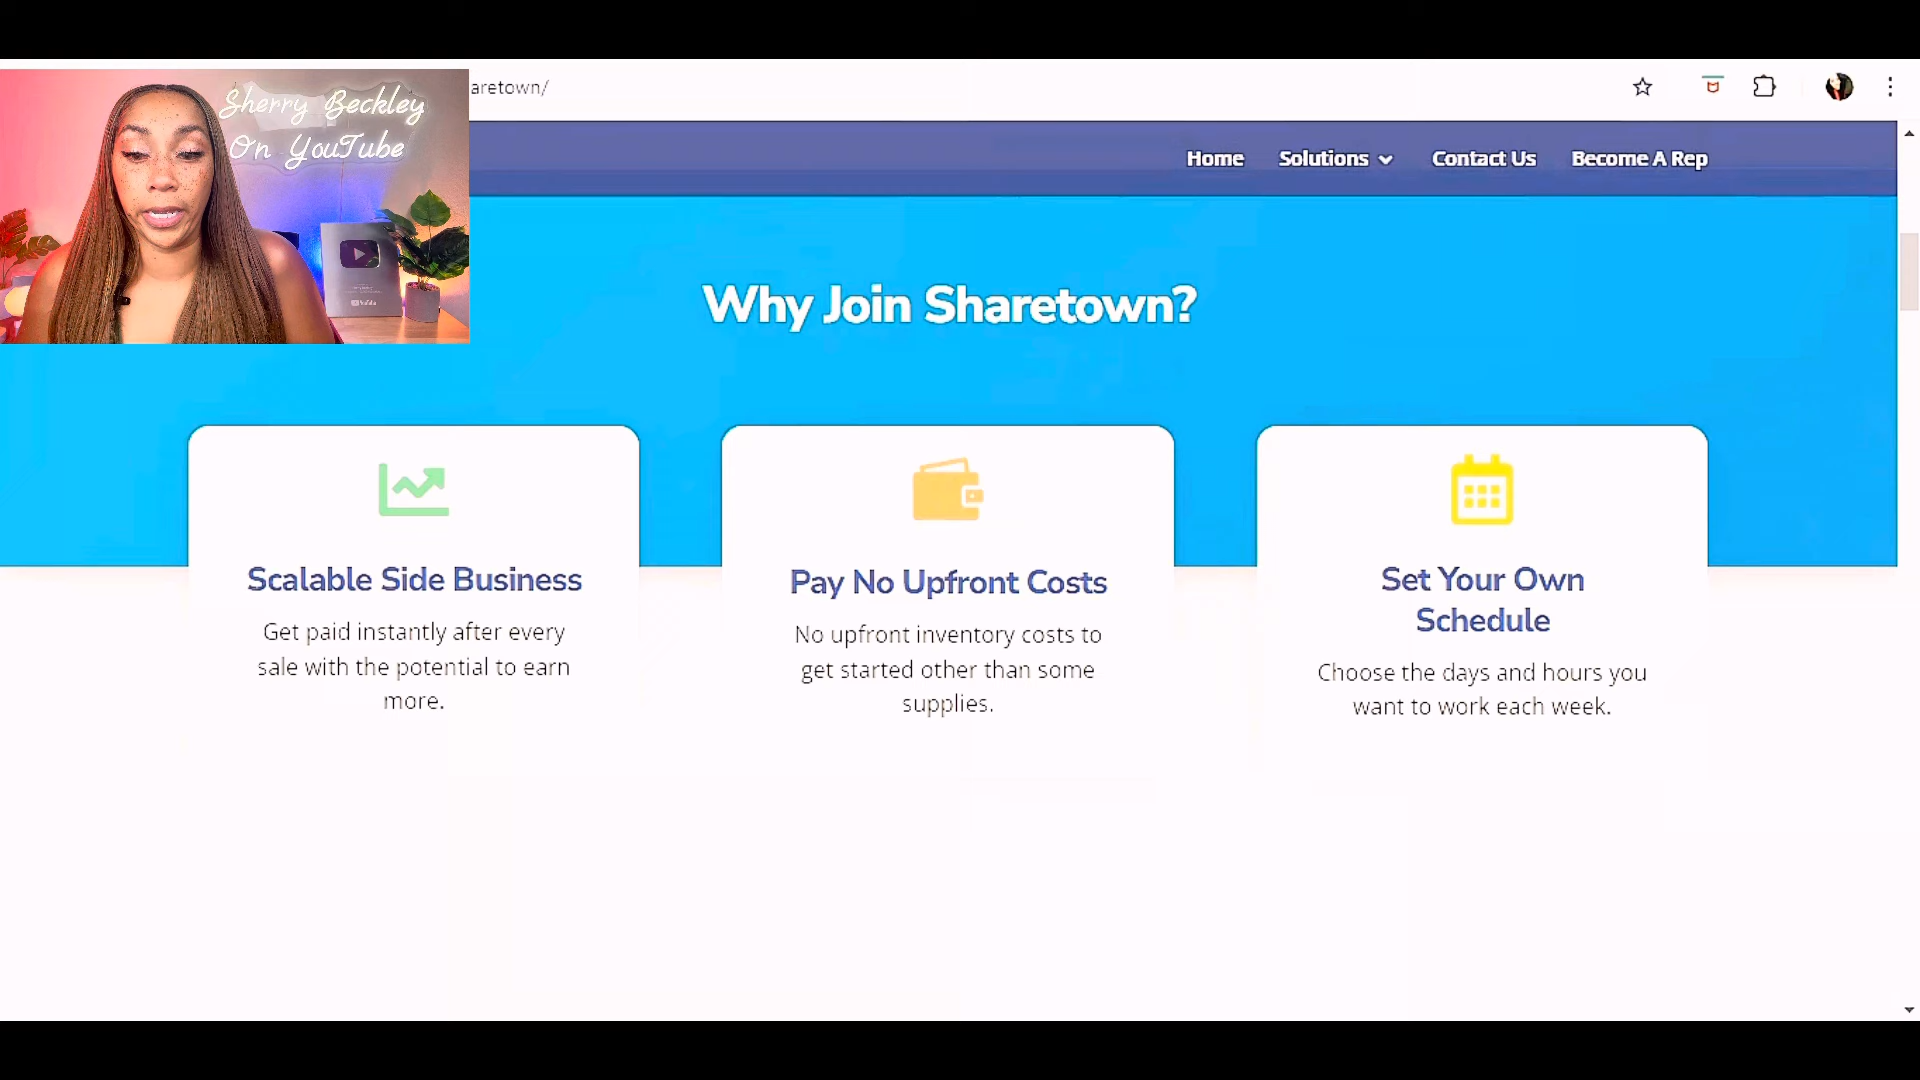 Sherry Beckley
On YouTube
aretown/
Home Solutions Contact Us Become A Rep
Why Join Sharetown?
Scalable Side Business
Get paid instantly after every
sale with the potential to earn
more.
Pay No Upfront Costs
No upfront inventory costs to
get started other than some
supplies.
Set Your Own
Schedule
Choose the days and hours you
want to work each week.